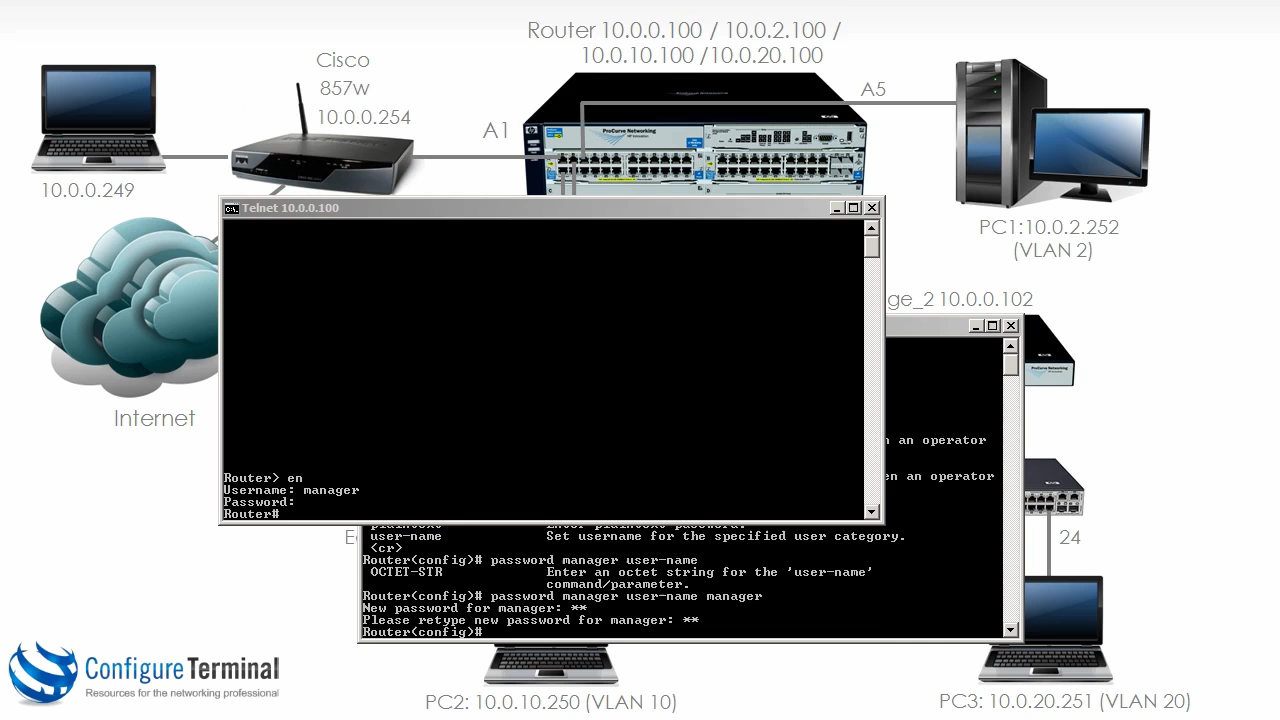 Router 10.0.0.100 / 10.0.2.100 /
10.0.10.100 /10.0.20.100
Cisco
857w
10.0.0.254
A1
A5
ProCurve Networking
HP Innovation
10.0.0.249
PC1:10.0.2.252
(VLAN 2)
Internet
ge_2 10.0.0.102
Telnet 10.0.0.100
Router> en
Username: manager
Password:
Router#
n an operator
en an operator
user-name Set username for the specified user category.
<cr>
Router(config)# password manager user-name
OCTET-STR Enter an octet string for the 'user-name'
command/parameter.
Router(config)# password manager user-name manager
New password for manager: **
Please retype new password for manager: **
Router(config)#
24
PC2: 10.0.10.250 (VLAN 10)
PC3: 10.0.20.251 (VLAN 20)
Configure Terminal
Resources for the networking professional